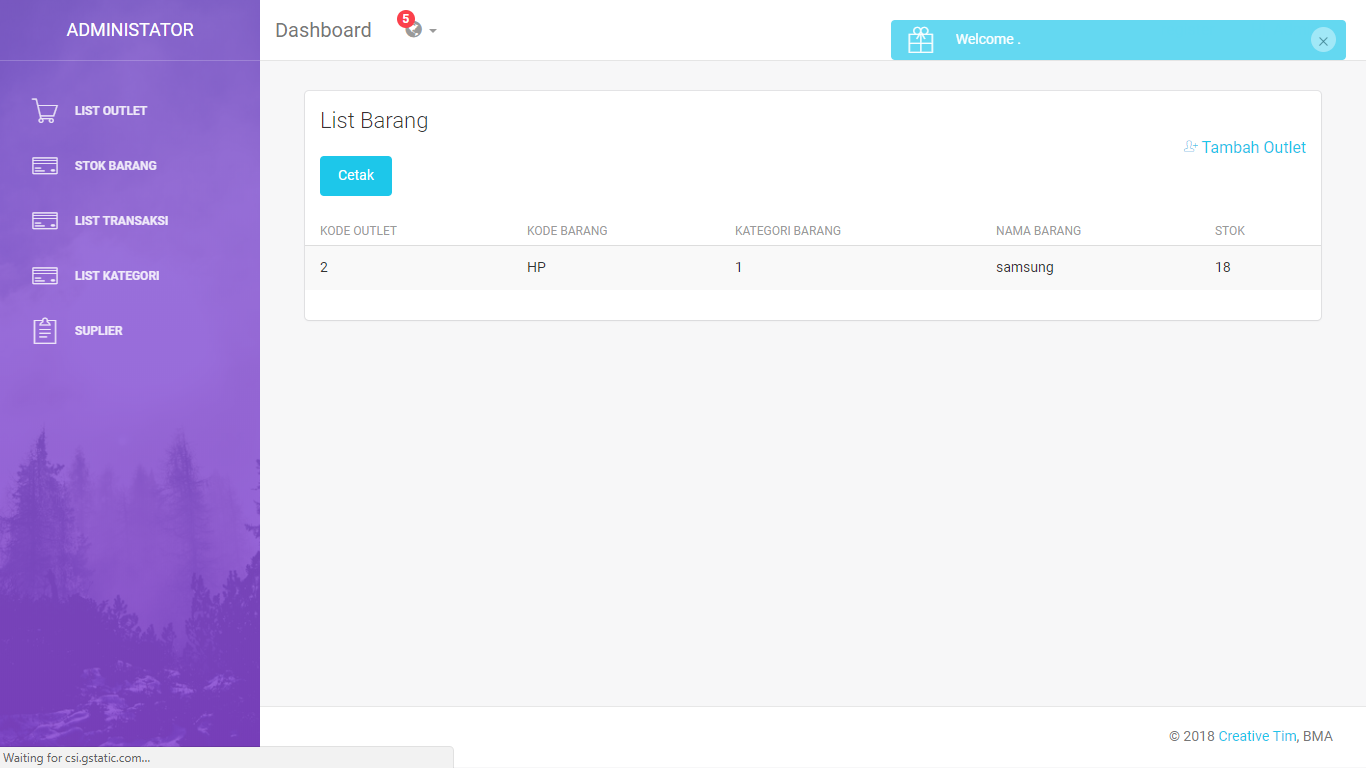 ADMINISTATOR
Dashboard
5
Welcome .
LIST OUTLET
STOK BARANG
LIST TRANSAKSI
LIST KATEGORI
SUPLIER
List Barang
Tambah Outlet
Cetak
KODE OUTLET KODE BARANG KATEGORI BARANG NAMA BARANG STOK
2 HP 1 samsung 18
© 2018 Creative Tim, BMA
Waiting for csi.gstatic.com...